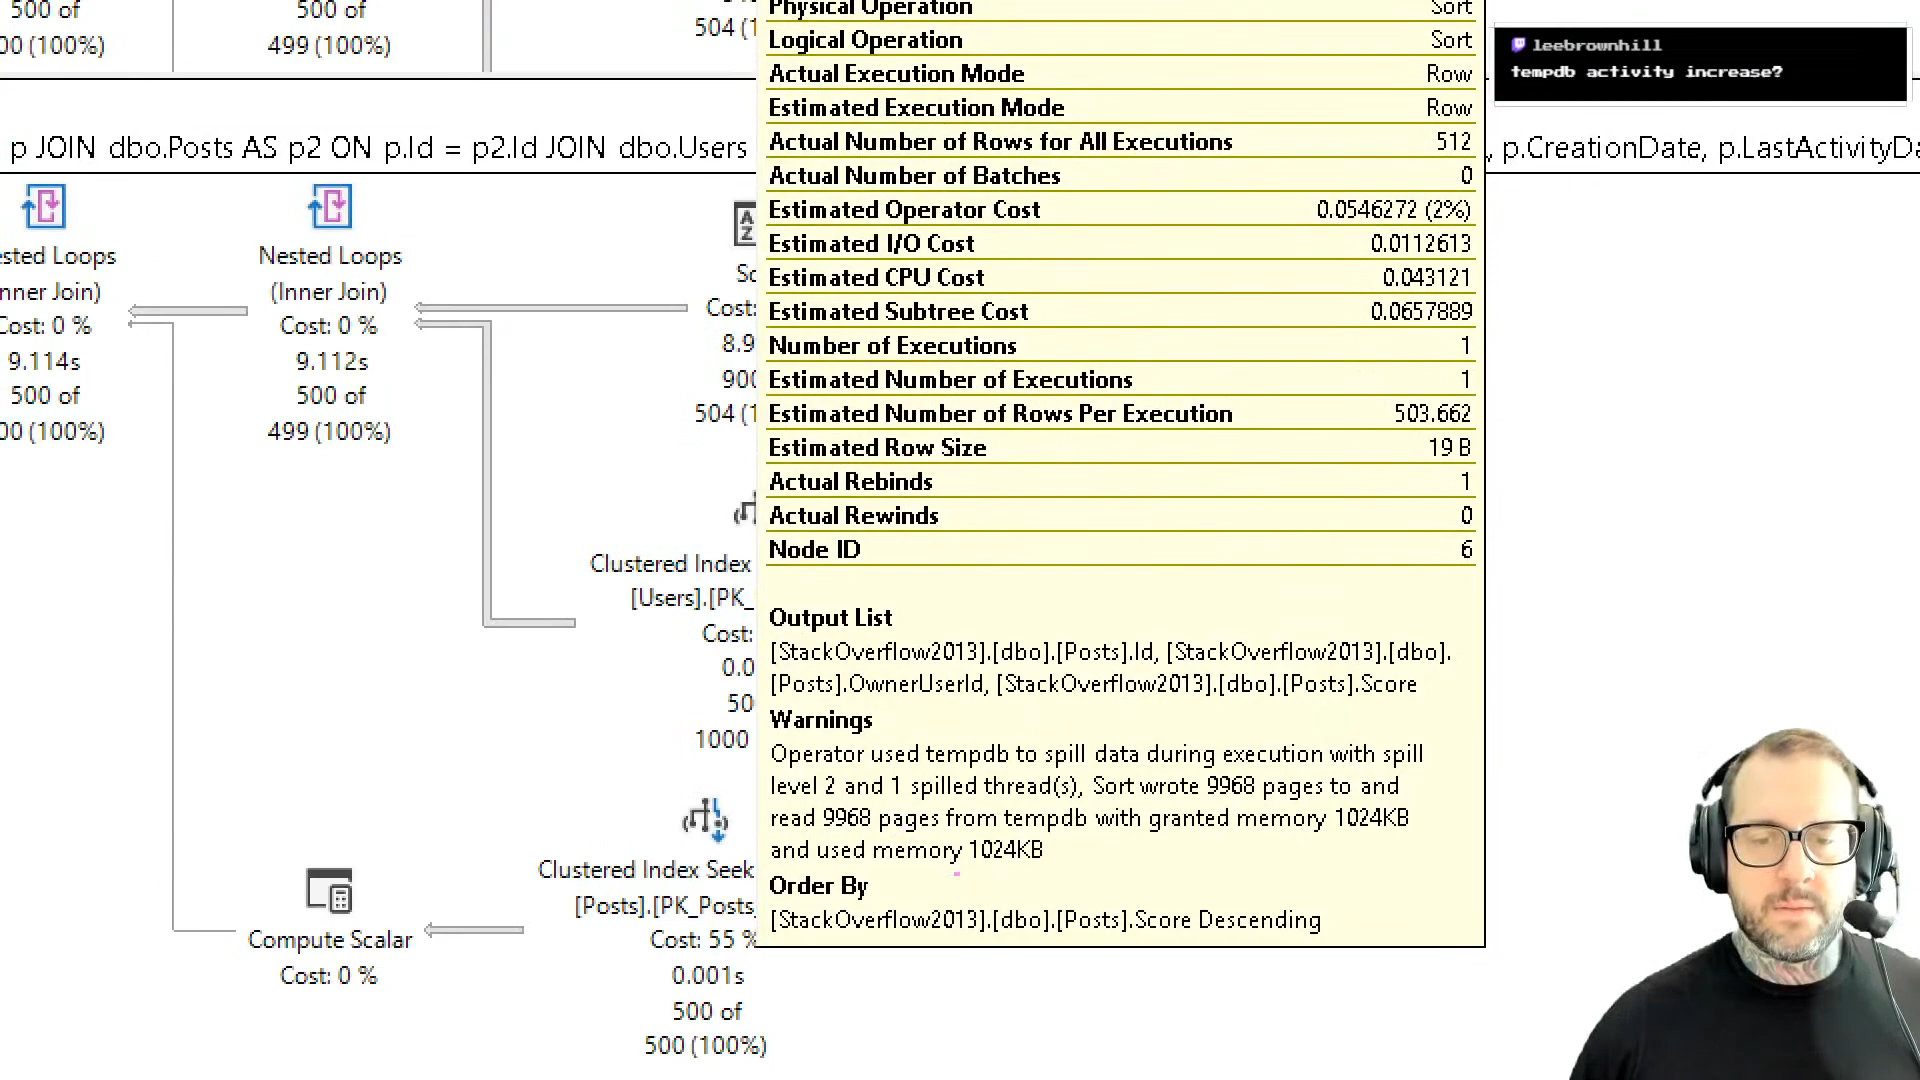 500 of
00 (100%)
500 of
499 (100%)
504 (1
Physical Operation Sort
Logical Operation Sort
Actual Execution Mode Row
Estimated Execution Mode Row
Actual Number of Rows for All Executions 512
Actual Number of Batches 0
Estimated Operator Cost 0.0546272 (2%)
Estimated I/O Cost 0.0112613
Estimated CPU Cost 0.043121
Estimated Subtree Cost 0.0657889
Number of Executions 1
Estimated Number of Executions 1
Estimated Number of Rows Per Execution 503.662
Estimated Row Size 19 B
Actual Rebinds 1
Actual Rewinds 0
Node ID 6
Output List
[StackOverflow2013].[dbo].[Posts].Id, [StackOverflow2013].[dbo].
[Posts].OwnerUserId, [StackOverflow2013].[dbo].[Posts].Score
Warnings
Operator used tempdb to spill data during execution with spill
level 2 and 1 spilled thread(s), Sort wrote 9968 pages to and
read 9968 pages from tempdb with granted memory 1024KB
and used memory 1024KB
Order By
[StackOverflow2013].[dbo].[Posts].Score Descending
leebrownhill
tempdb activity increase?
p JOIN dbo.Posts AS p2 ON p.Id = p2.Id JOIN dbo.Users , p.CreationDate, p.LastActivityDa
ested Loops
nner Join)
Cost: 0 %
9.114s
500 of
00 (100%)
Nested Loops
(Inner Join)
Cost: 0 %
9.112s
500 of
499 (100%)
A
Z
So
Cost:
8.9
900
504 (1
Clustered Index
[Users].[PK_
Cost:
0.0
50
1000
Clustered Index Seek
[Posts].[PK_Posts_
Cost: 55 %
0.001s
500 of
500 (100%)
Compute Scalar
Cost: 0 %